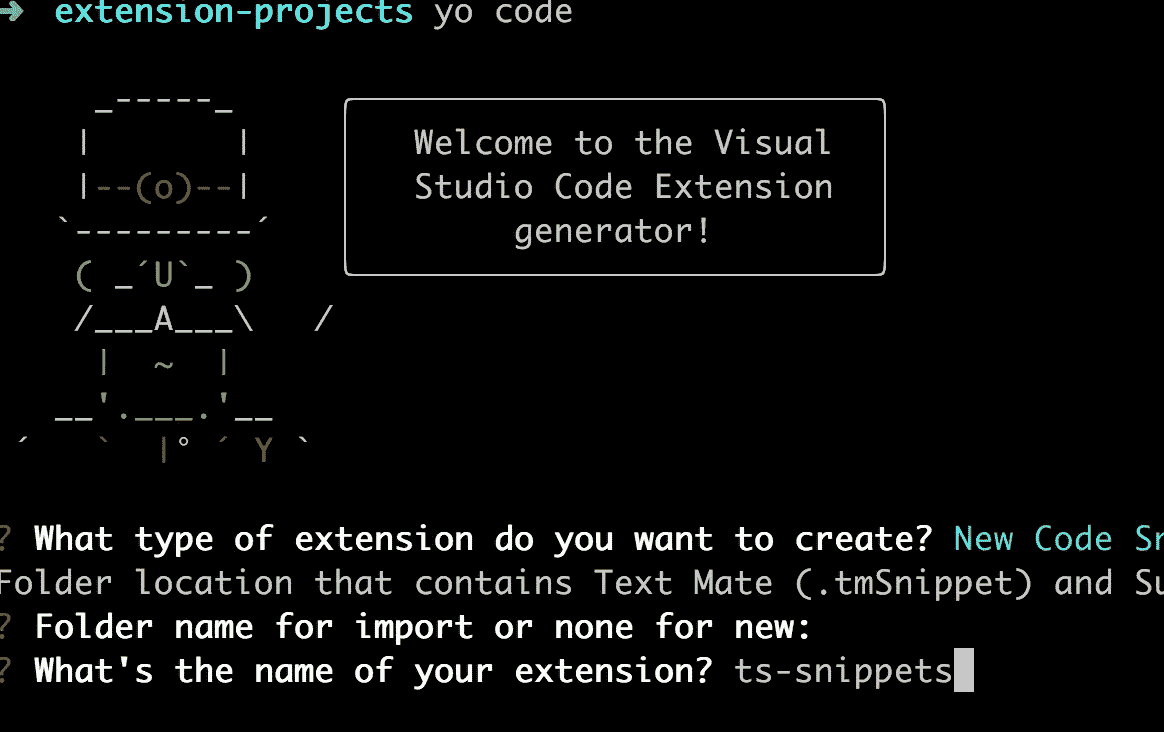 → extension-projects yo code
_-----_
| |
|--(o)--|
`---------´
( _´U`_ )
/___A___\ /
| ~ |
__'.___.'__
´ ` |° ´ Y `
Welcome to the Visual
Studio Code Extension
generator!
? What type of extension do you want to create? New Code Sn
Folder location that contains Text Mate (.tmSnippet) and Su
? Folder name for import or none for new:
? What's the name of your extension? ts-snippets